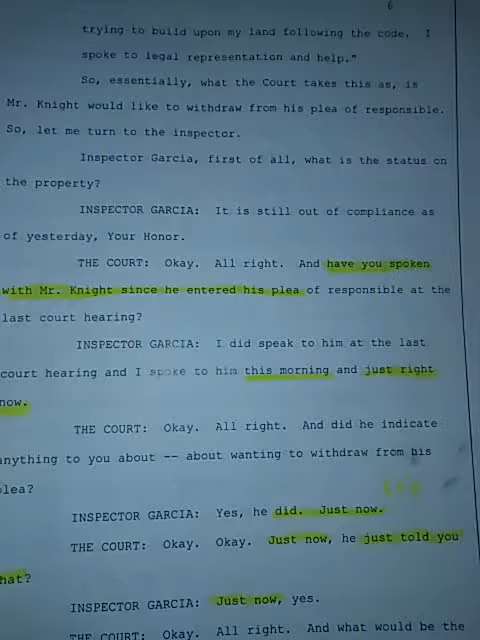 6
trying to build upon my land following the code. I
spoke to legal representation and help."
So, essentially, what the Court takes this as, is
Mr. Knight would like to withdraw from his plea of responsible.
So, let me turn to the inspector.
Inspector Garcia, first of all, what is the status on
the property?
INSPECTOR GARCIA: It is still out of compliance as
of yesterday, Your Honor.
THE COURT: Okay. All right. And have you spoken
with Mr. Knight since he entered his plea of responsible at the
last court hearing?
INSPECTOR GARCIA: I did speak to him at the last
court hearing and I spoke to him this morning and just right
now.
THE COURT: Okay. All right. And did he indicate
anything to you about -- about wanting to withdraw from his
plea?
INSPECTOR GARCIA: Yes, he did. Just now.
THE COURT: Okay. Okay. Just now, he just told you
hat?
INSPECTOR GARCIA: Just now, yes.
THE COURT: Okay. All right. And what would be the